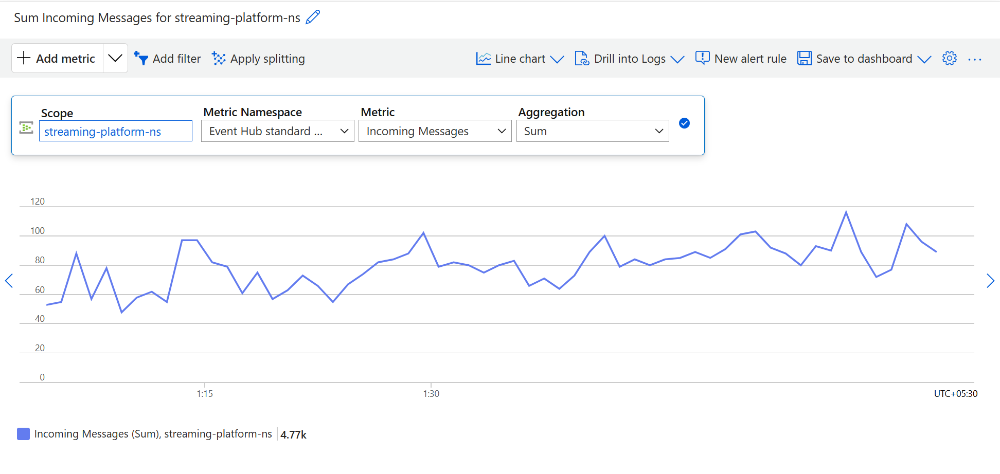 Sum Incoming Messages for streaming-platform-ns
Add metric Add filter Apply splitting Line chart Drill into Logs New alert rule Save to dashboard ...
Scope Metric Namespace Metric Aggregation
streaming-platform-ns Event Hub standard ... Incoming Messages Sum
120
100
80
60
40
20
0
1:15 1:30 UTC+05:30
Incoming Messages (Sum), streaming-platform-ns 4.77k